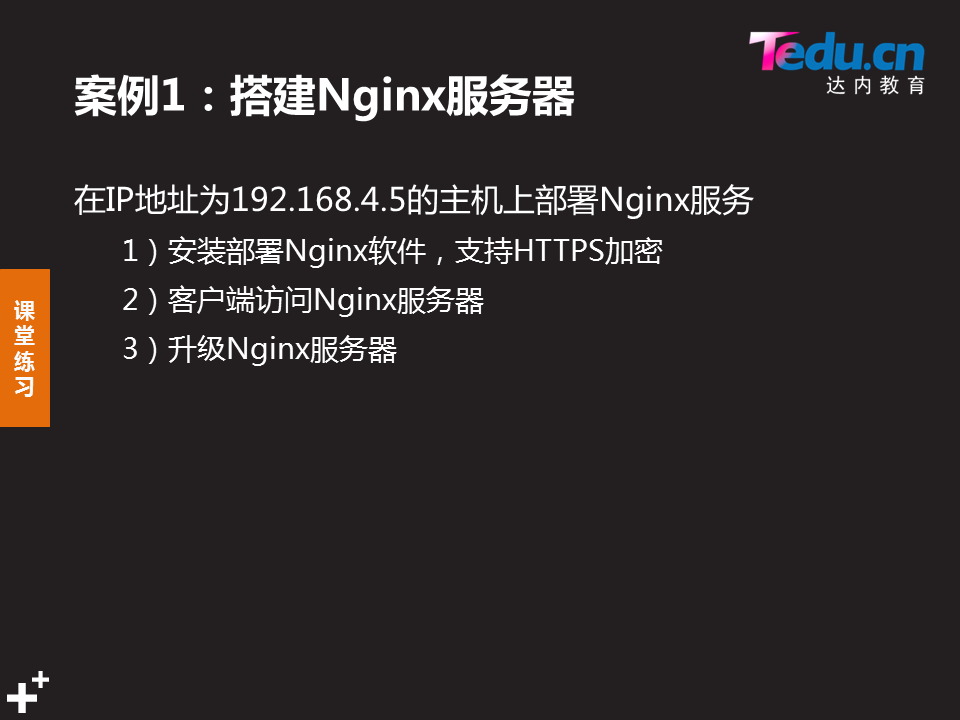 Tedu.cn
达内教育
案例1：搭建Nginx服务器
在IP地址为192.168.4.5的主机上部署Nginx服务
1）安装部署Nginx软件，支持HTTPS加密
2）客户端访问Nginx服务器
3）升级Nginx服务器
课
堂
练
习